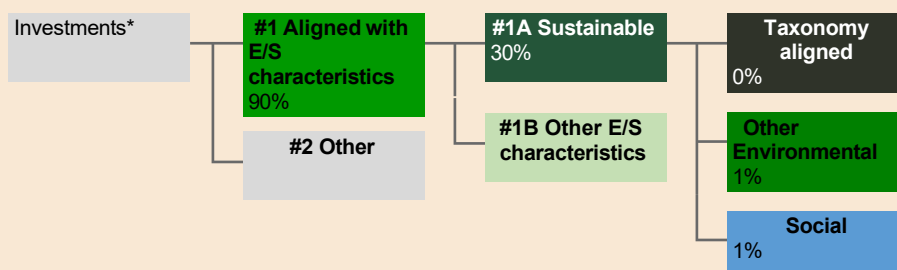 Investments*
#1 Aligned with
E/S
characteristics
90%
#2 Other
#1A Sustainable
30%
#1B Other E/S
characteristics
Taxonomy
aligned
0%
Other
Environmental
1%
Social
1%